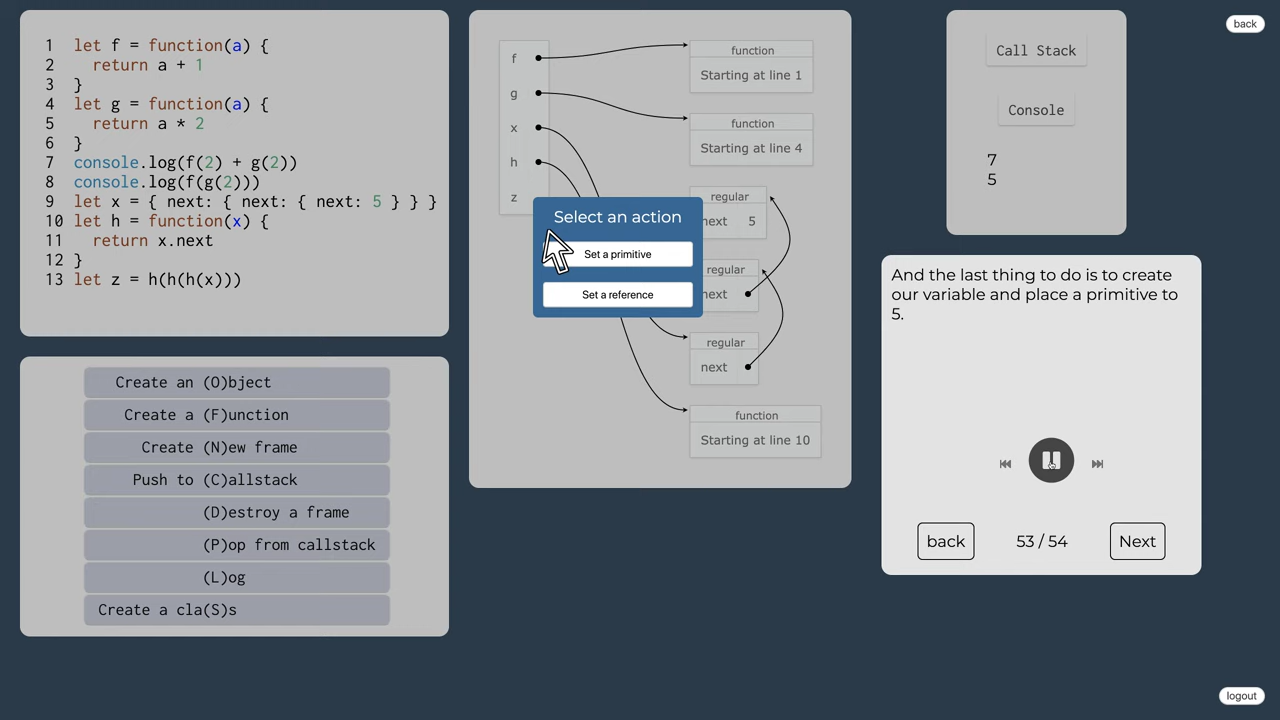 1 let f = function(a) {
2 return a + 1
3 }
4 let g = function(a) {
5 return a * 2
6 }
7 console.log(f(2) + g(2))
8 console.log(f(g(2)))
9 let x = { next: { next: { next: 5 } } }
10 let h = function(x) {
11 return x.next
12 }
13 let z = h(h(h(x)))
Create an (O)bject
Create a (F)unction
Create (N)ew frame
Push to (C)allstack
(D)estroy a frame
(P)op from callstack
(L)og
Create a cla(S)s
f
g
x
h
z
function
Starting at line 1
function
Starting at line 4
regular
next 5
regular
next
regular
next
function
Starting at line 10
Select an action
Set a primitive
Set a reference
Call Stack
Console
7
5
back
And the last thing to do is to create
our variable and place a primitive to
5.
back
53 / 54
Next
logout